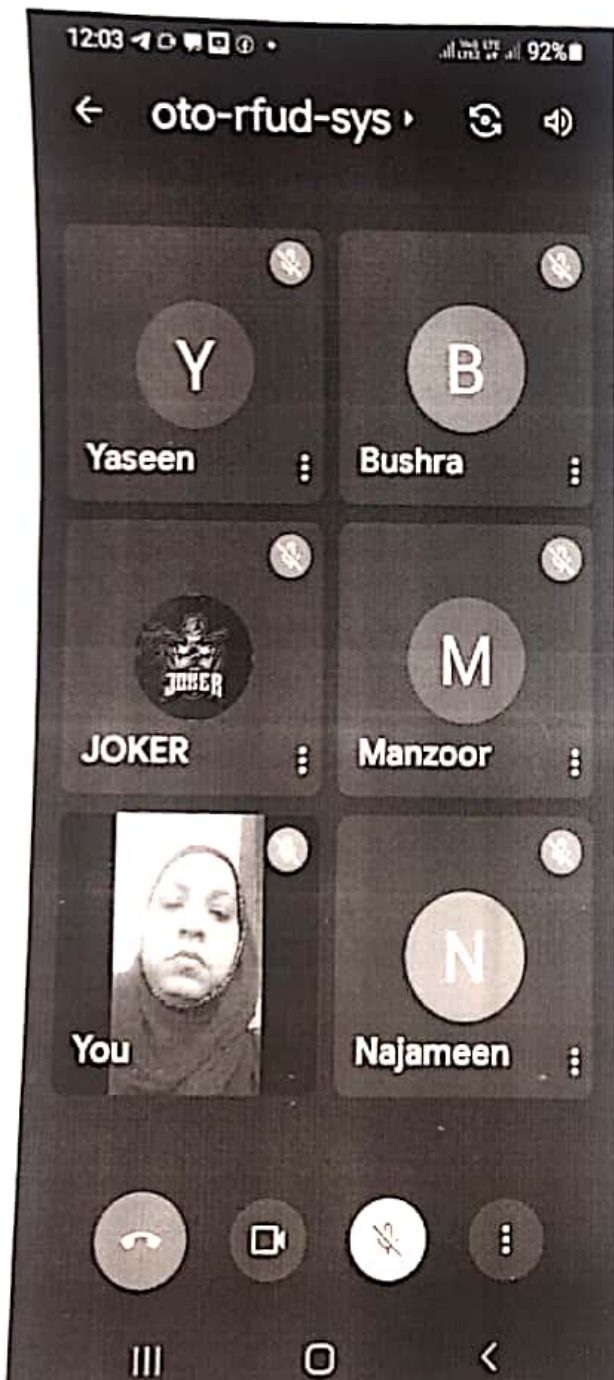 12:03
92%
oto-rfud-sys
Y
Yaseen
B
Bushra
JOKER
JOKER
M
Manzoor
You
N
Najameen